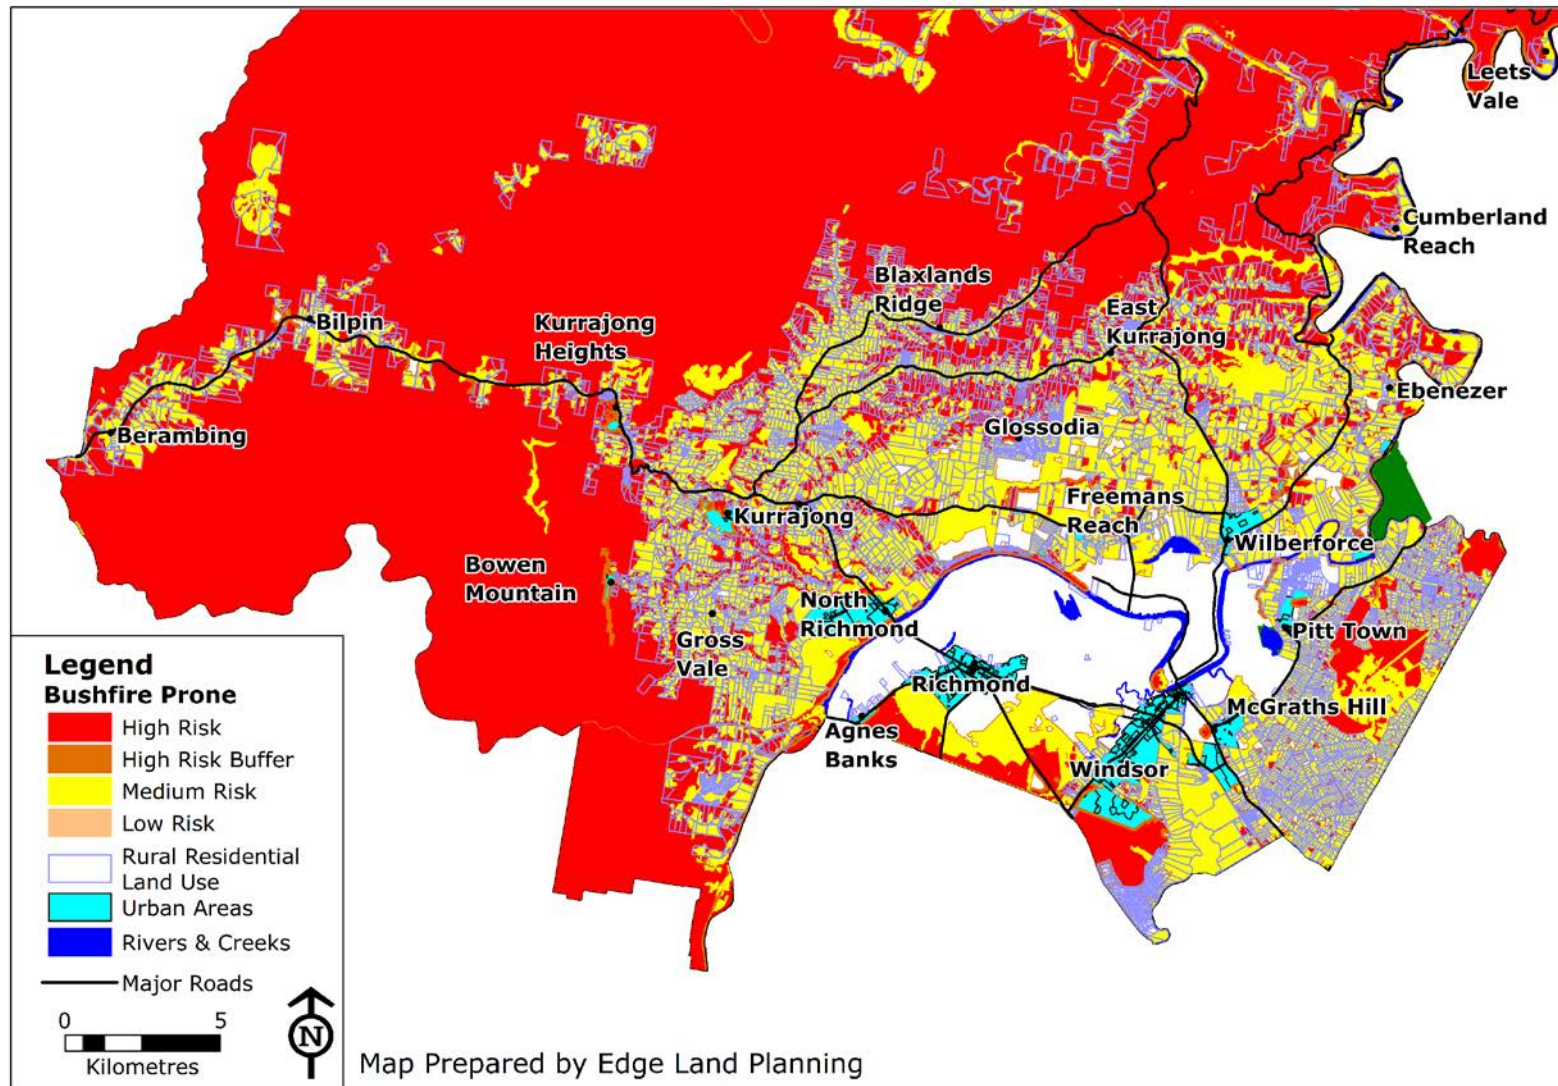 Leets
Vale
Cumberland
Reach
Blaxlands
Ridge
East
Kurrajong
Bilpin
Kurrajong
Heights
Ebenezer
Berambing
Glossodia
Freemans
Reach
Kurrajong
Wilberforce
Bowen
Mountain
North
Richmond
Pitt Town
Gross
Vale
Richmond
McGraths Hill
Agnes
Banks
Windsor
Legend
Bushfire Prone
High Risk
High Risk Buffer
Medium Risk
Low Risk
Rural Residential
Land Use
Urban Areas
Rivers & Creeks
Major Roads
0 5
Kilometres
N
Map Prepared by Edge Land Planning